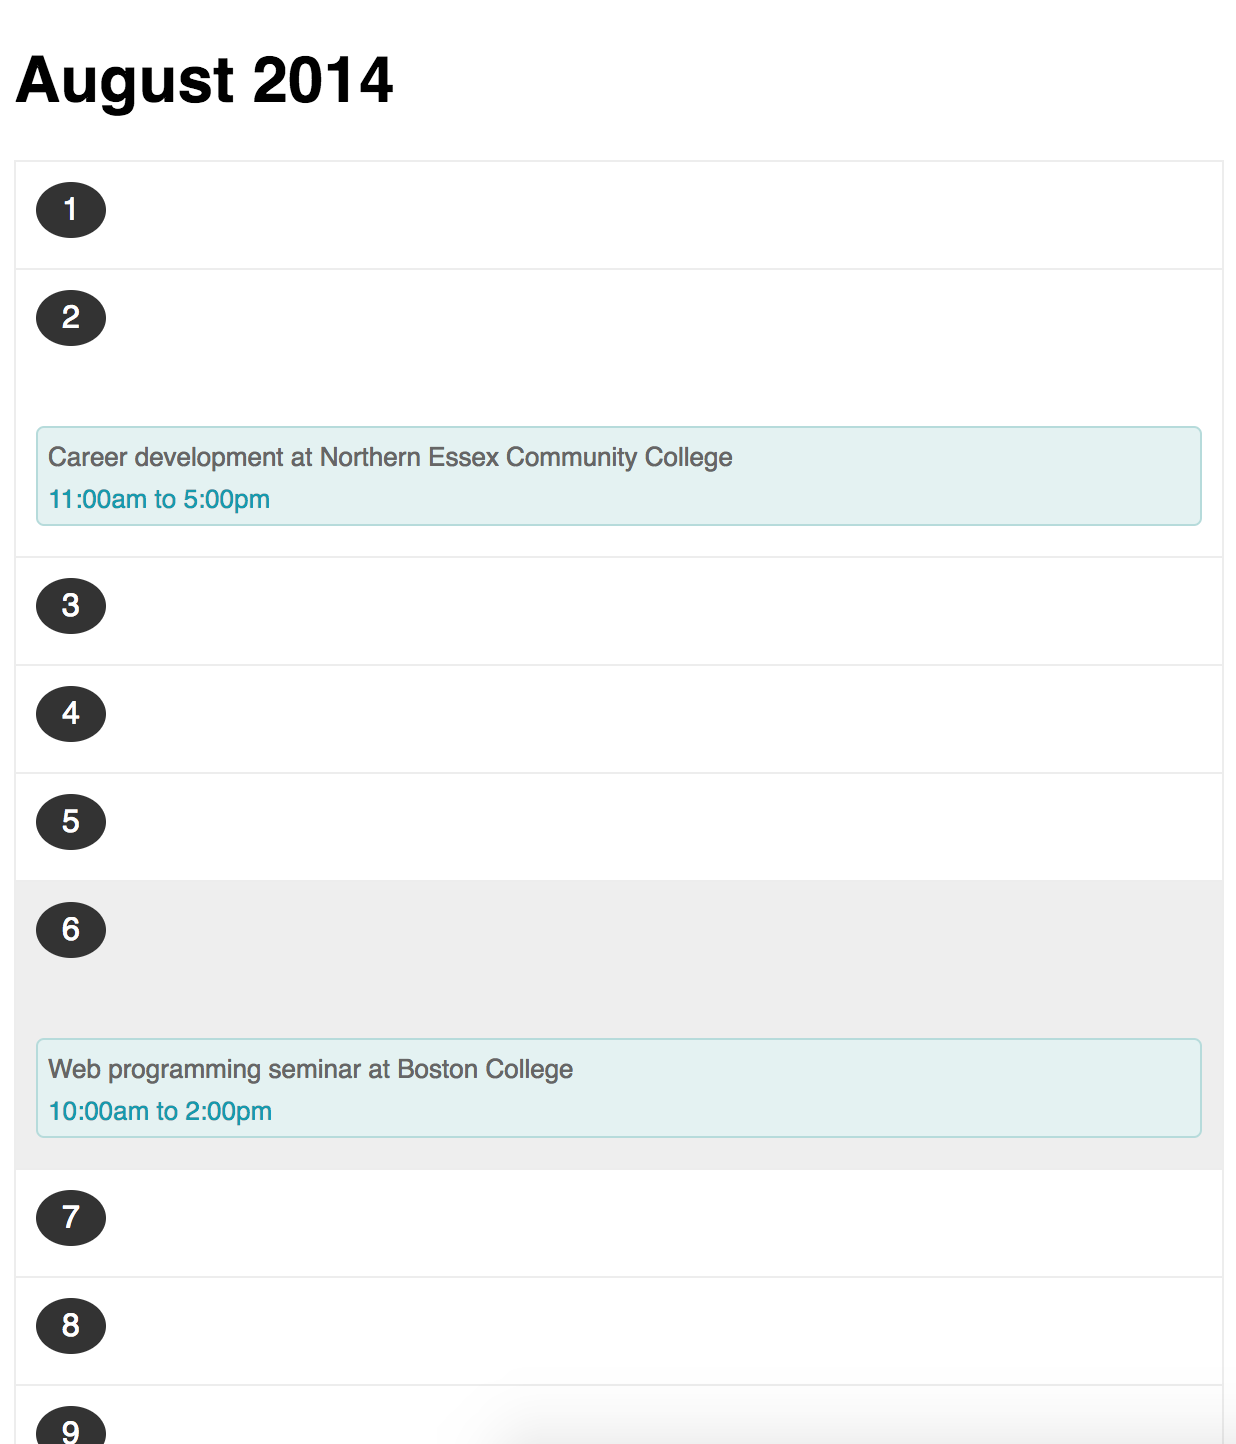 August 2014
1
2
Career development at Northern Essex Community College
11:00am to 5:00pm
3
4
5
6
Web programming seminar at Boston College
10:00am to 2:00pm
7
8
9